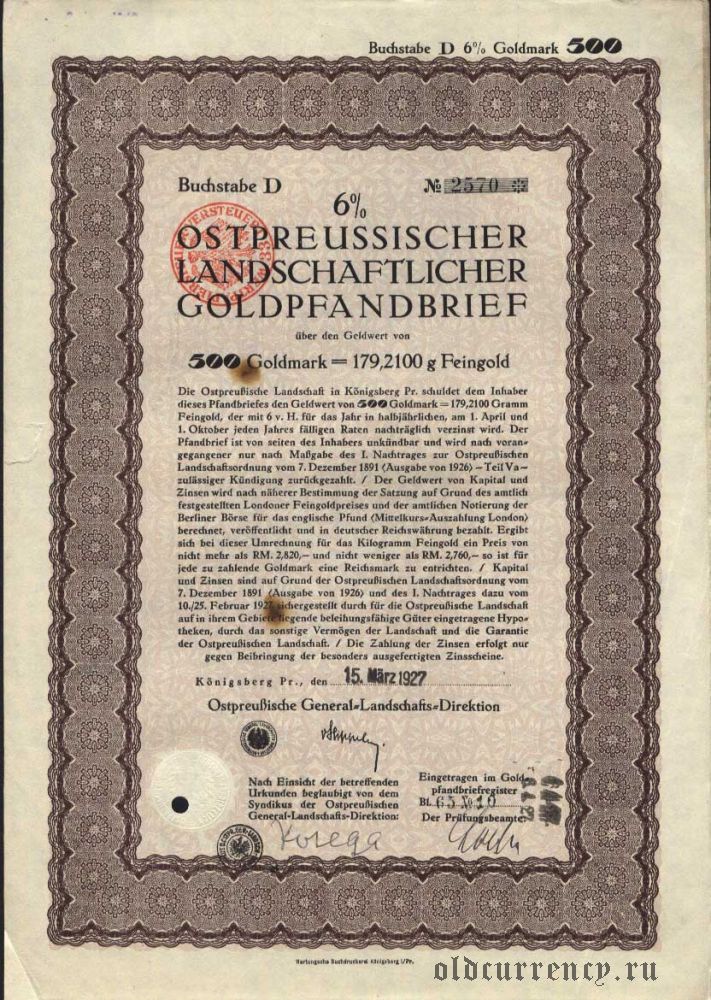 Buchstabe D 6% Goldmark 500
Buchstabe D № 2570
6%
OSTPREUSSISCHER
LANDSCHAFTLICHER
GOLDPFANDBRIEF
über den Geldwert von
500 Goldmark = 179,2100 g Feingold
Die Ostpreußische Landschaft in Königsberg Pr. schuldet dem Inhaber
dieses Pfandbriefes den Geldwert von 500 Goldmark = 179,2100 Gramm
Feingold, der mit 6 v. H. für das Jahr in halbjährlichen, am 1. April und
1. Oktober jeden Jahres fälligen Raten nachträglich verzinst wird. Der
Pfandbrief ist von seiten des Inhabers unkündbar und wird nach voran-
gegangener nur nach Maßgabe des I. Nachtrages zur Ostpreußischen
Landschaftsordnung vom 7. Dezember 1891 (Ausgabe von 1926) – Teil Va –
zulässiger Kündigung zurückgezahlt. / Der Geldwert von Kapital und
Zinsen wird nach näherer Bestimmung der Satzung auf Grund des amtlich
festgestellten Londoner Feingoldpreises und der amtlichen Notierung der
Berliner Börse für das englische Pfund (Mittelkurs-Auszahlung London)
berechnet, veröffentlicht und in deutscher Reichswährung bezahlt. Ergibt
sich bei dieser Umrechnung für das Kilogramm Feingold ein Preis von
nicht mehr als RM. 2,820,– und nicht weniger als RM. 2,760,– so ist für
jede zu zahlende Goldmark eine Reichsmark zu entrichten. / Kapital
und Zinsen sind auf Grund der Ostpreußischen Landschaftsordnung vom
7. Dezember 1891 (Ausgabe von 1926) und des I. Nachtrages dazu vom
10./25. Februar 1927 sichergestellt durch für die Ostpreußische Landschaft
auf in ihrem Gebiete liegende beleihungsfähige Güter eingetragene Hypo-
theken, durch das sonstige Vermögen der Landschaft und die Garantie
der Ostpreußischen Landschaft. / Die Zahlung der Zinsen erfolgt nur
gegen Beibringung der besonders ausgefertigten Zinsscheine.
Königsberg Pr., den 15. März 1927
Ostpreußische General-Landschafts-Direktion
Nach Einsicht der betreffenden
Urkunden beglaubigt von dem
Syndikus der Ostpreußischen
General-Landschafts-Direktion:
Korega
Eingetragen im Gold-
pfandbriefregister
Bl. 65 № 10
Der Prüfungsbeamte:
Hartungsche Buchdruckerei Königsberg i/Pr.
oldcurrency.ru